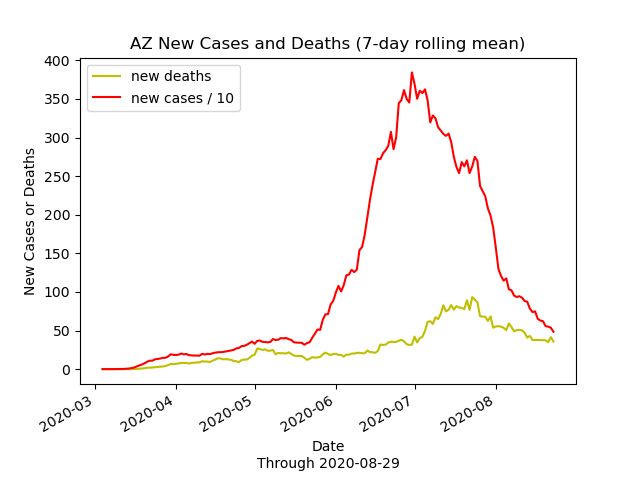 AZ New Cases and Deaths (7-day rolling mean)
new deaths
new cases / 10
New Cases or Deaths
400
350
300
250
200
150
100
50
0
2020-03
2020-04
2020-05
2020-06
2020-07
2020-08
Date
Through 2020-08-29